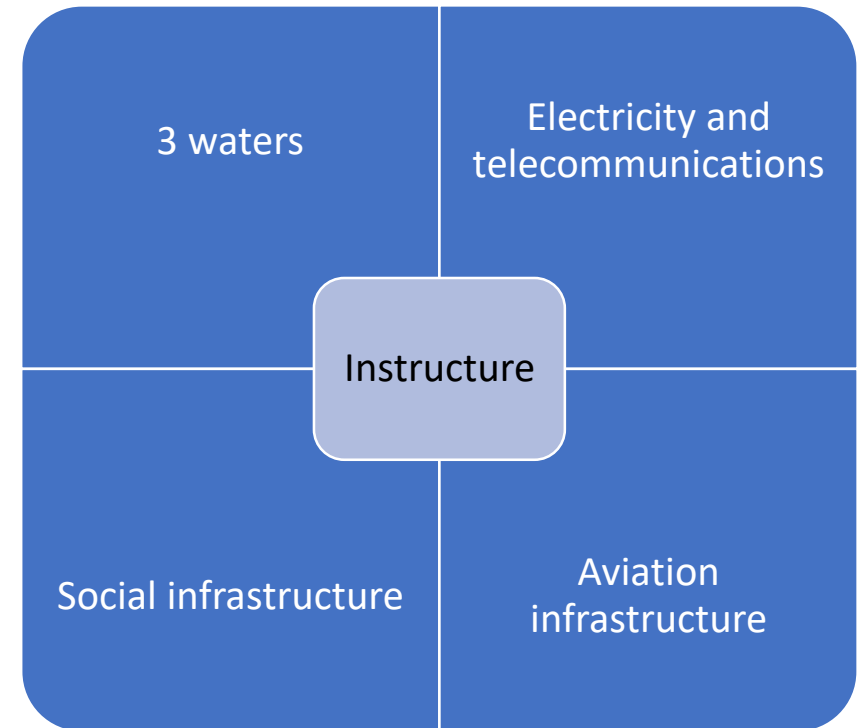 3 waters
Electricity and
telecommunications
Instructure
Social infrastructure
Aviation
infrastructure